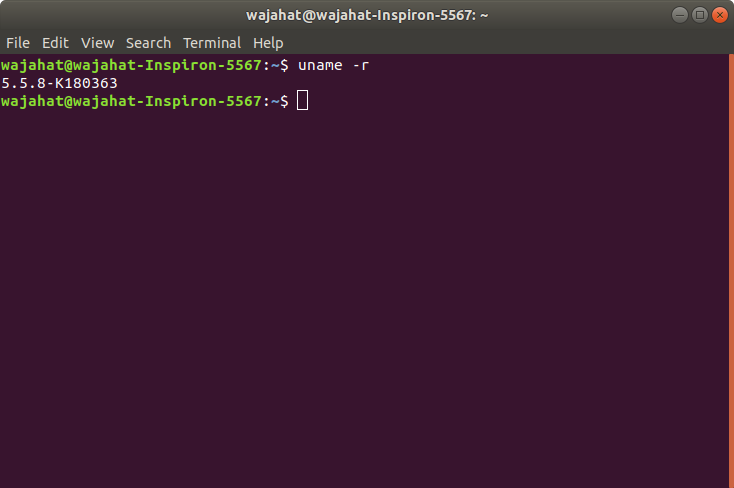 wajahat@wajahat-Inspiron-5567: ~
File Edit View Search Terminal Help
wajahat@wajahat-Inspiron-5567:~$ uname -r
5.5.8-K180363
wajahat@wajahat-Inspiron-5567:~$